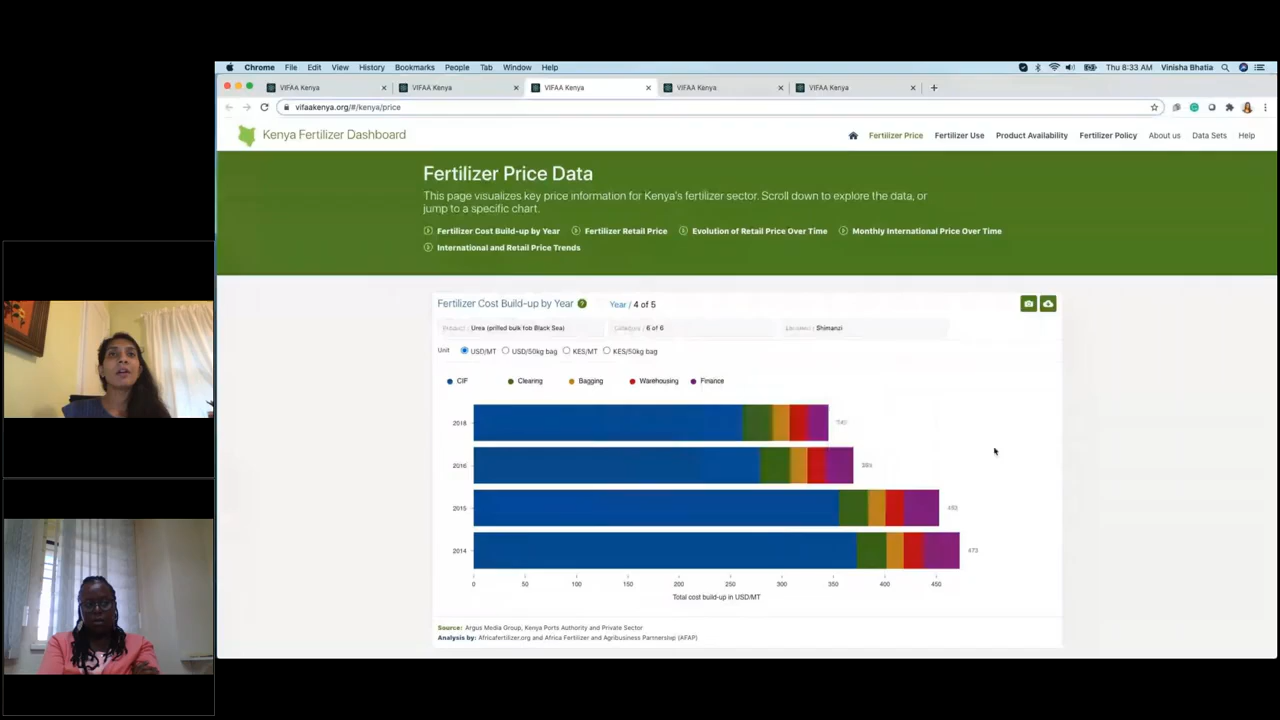 Chrome File Edit View History Bookmarks People Tab Window Help Thu 8:33 AM Vinisha Bhatia
VIFAA Kenya VIFAA Kenya VIFAA Kenya VIFAA Kenya VIFAA Kenya
vifaakenya.org/#/kenya/price
Kenya Fertilizer Dashboard Fertilizer Price Fertilizer Use Product Availability Fertilizer Policy About us Data Sets Help
Fertilizer Price Data
This page visualizes key price information for Kenya's fertilizer sector. Scroll down to explore the data, or
jump to a specific chart.
Fertilizer Cost Build-up by Year Fertilizer Retail Price Evolution of Retail Price Over Time Monthly International Price Over Time
International and Retail Price Trends
Fertilizer Cost Build-up by Year ? Year / 4 of 5
Product: Urea (prilled bulk fob Black Sea) 6 of 6 Shimanzi
Unit USD/MT USD/50kg bag KES/MT KES/50kg bag
CIF Clearing Bagging Warehousing Finance
2018
2016
2015
2014 473
0 50 100 150 200 250 300 350 400 450
Total cost build-up in USD/MT
Source: Argus Media Group, Kenya Ports Authority and Private Sector
Analysis by: Africafertilizer.org and Africa Fertilizer and Agribusiness Partnership (AFAP)